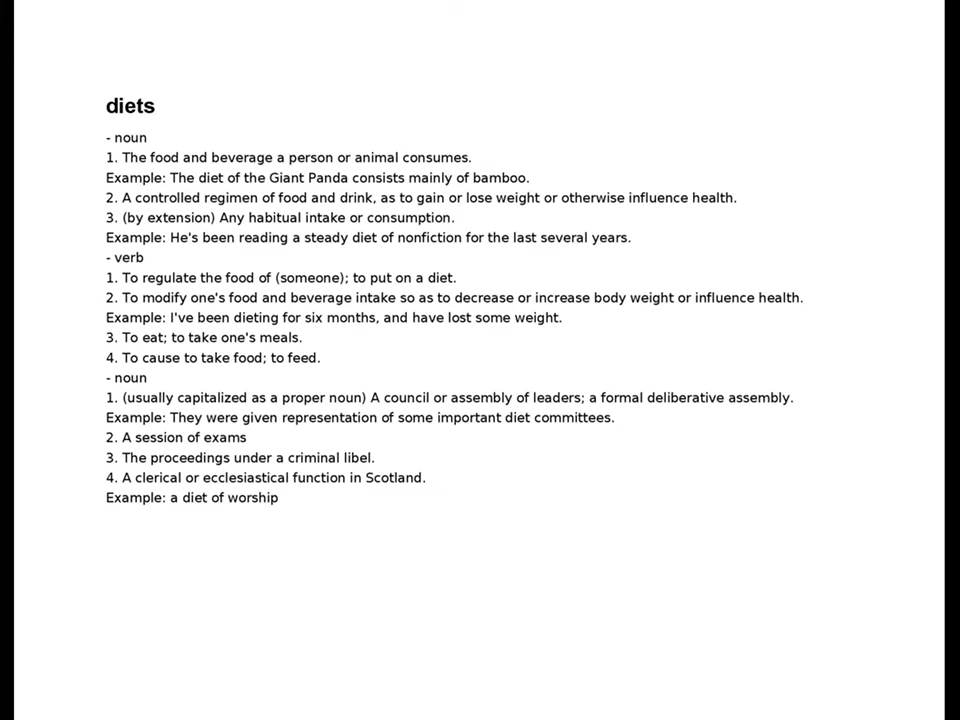 diets
- noun
1. The food and beverage a person or animal consumes.
Example: The diet of the Giant Panda consists mainly of bamboo.
2. A controlled regimen of food and drink, as to gain or lose weight or otherwise influence health.
3. (by extension) Any habitual intake or consumption.
Example: He's been reading a steady diet of nonfiction for the last several years.
- verb
1. To regulate the food of (someone); to put on a diet.
2. To modify one's food and beverage intake so as to decrease or increase body weight or influence health.
Example: I've been dieting for six months, and have lost some weight.
3. To eat; to take one's meals.
4. To cause to take food; to feed.
- noun
1. (usually capitalized as a proper noun) A council or assembly of leaders; a formal deliberative assembly.
Example: They were given representation of some important diet committees.
2. A session of exams
3. The proceedings under a criminal libel.
4. A clerical or ecclesiastical function in Scotland.
Example: a diet of worship